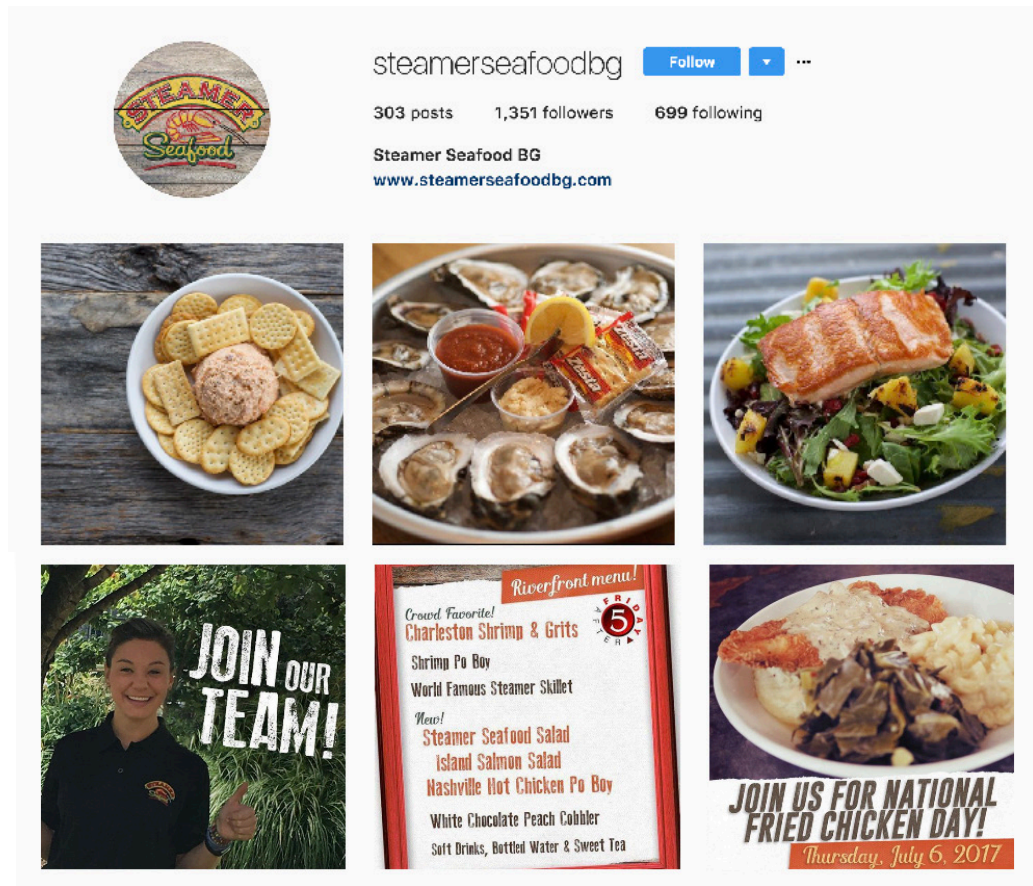 steamerseafoodbg Follow
303 posts 1,351 followers 699 following
Steamer Seafood BG
www.steamerseafoodbg.com
STEAMER
Seafood
Zesta
JOIN OUR
TEAM!
STEAMER
Riverfront menu!
FRIDAY
AFTER
5
Crowd Favorite!
Charleston Shrimp & Grits
Shrimp Po Boy
World Famous Steamer Skillet
New!
Steamer Seafood Salad
Island Salmon Salad
Nashville Hot Chicken Po Boy
White Chocolate Peach Cobbler
Soft Drinks, Bottled Water & Sweet Tea
JOIN US FOR NATIONAL
FRIED CHICKEN DAY!
Thursday, July 6, 2017